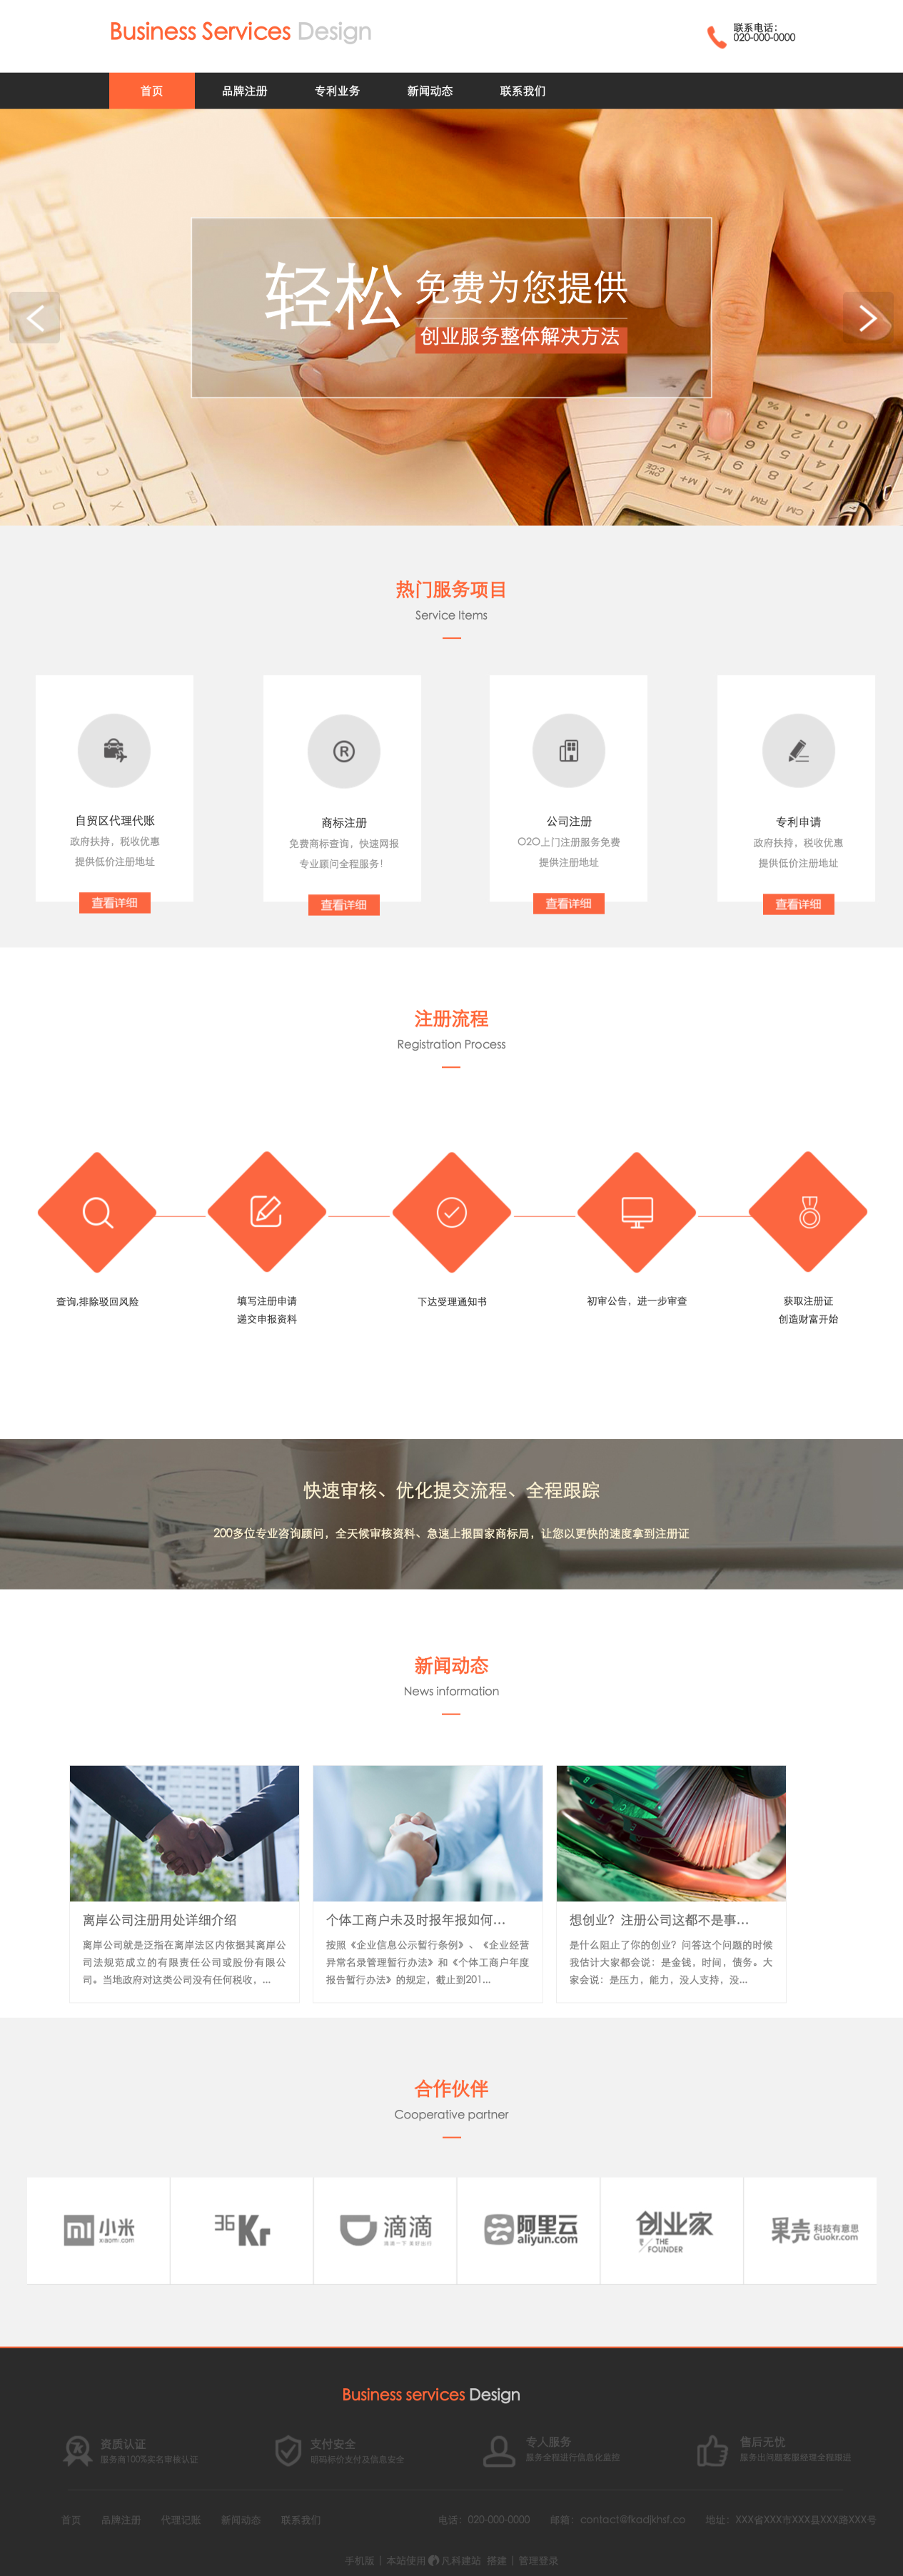 Business Services Design
联系电话：
020-000-0000
首页 品牌注册 专利业务 新闻动态 联系我们
轻松 免费为您提供
创业服务整体解决方法
热门服务项目
Service Items
自贸区代理代账
政府扶持，税收优惠
提供低价注册地址
查看详细
商标注册
免费商标查询，快速网报
专业顾问全程服务！
查看详细
公司注册
O2O上门注册服务免费
提供注册地址
查看详细
专利申请
政府扶持，税收优惠
提供低价注册地址
查看详细
注册流程
Registration Process
查询,排除驳回风险
填写注册申请
递交申报资料
下达受理通知书
初审公告，进一步审查
获取注册证
创造财富开始
快速审核、优化提交流程、全程跟踪
200多位专业咨询顾问，全天候审核资料、急速上报国家商标局，让您以更快的速度拿到注册证
新闻动态
News information
离岸公司注册用处详细介绍
离岸公司就是泛指在离岸法区内依据其离岸公
司法规范成立的有限责任公司或股份有限公
司。当地政府对这类公司没有任何税收，...
个体工商户未及时报年报如何...
按照《企业信息公示暂行条例》、《企业经营
异常名录管理暂行办法》和《个体工商户年度
报告暂行办法》的规定，截止到201...
想创业？注册公司这都不是事...
是什么阻止了你的创业？问答这个问题的时候
我估计大家都会说：是金钱，时间，债务。大
家会说：是压力，能力，没人支持，没...
合作伙伴
Cooperative partner
小米
xiaomi.com
36Kr
滴滴
滴滴一下 美好出行
阿里云
aliyun.com
创业家
THE
FOUNDER
果壳 科技有意思
Guokr.com
Business services Design
资质认证
服务商100%实名审核认证
支付安全
明码标价支付及信息安全
专人服务
服务全程进行信息化监控
售后无忧
服务出问题客服经理全程跟进
首页 品牌注册 代理记账 新闻动态 联系我们
电话：020-000-0000 邮箱：contact@fkadjkhsf.co 地址：XXX省XXX市XXX县XXX路XXX号
手机版 | 本站使用 凡科建站 搭建 | 管理登录